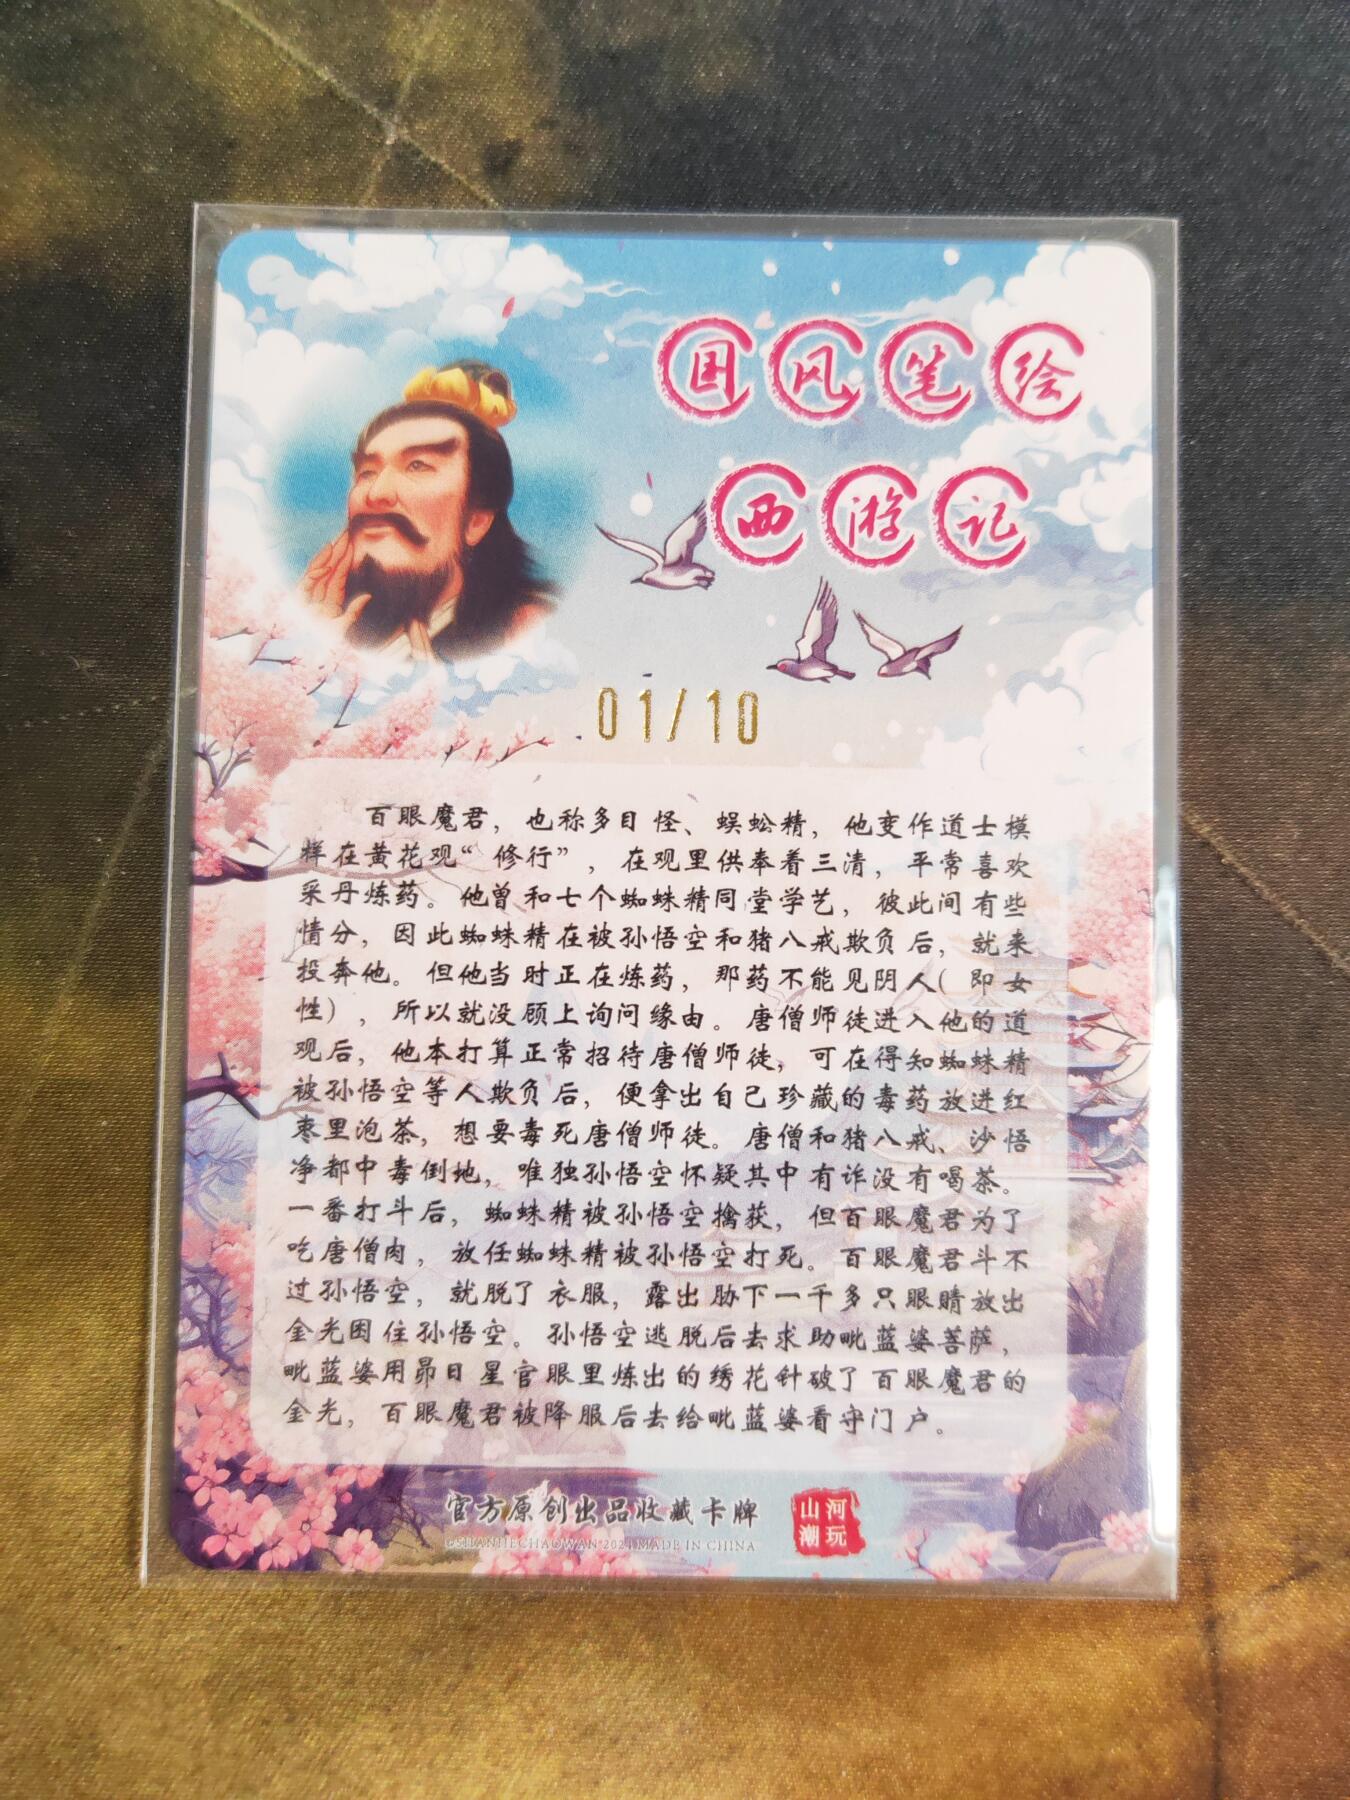 国风笔绘
西游记
01/10
百眼魔君，也称多目怪、蜈蚣精，他变作道士模
样在黄花观“修行”，在观里供奉着三清，平常喜欢
采丹炼药。他曾和七个蜘蛛精同堂学艺，彼此间有些
情分，因此蜘蛛精在被孙悟空和猪八戒欺负后，就来
投奔他。但他当时正在炼药，那药不能见阴人(即女
性)，所以就没顾上询问缘由。唐僧师徒进入他的道
观后，他本打算正常招待唐僧师徒，可在得知蜘蛛精
被孙悟空等人欺负后，便拿出自己珍藏的毒药放进红
枣里泡茶，想要毒死唐僧师徒。唐僧和猪八戒、沙悟
净都中毒倒地，唯独孙悟空怀疑其中有诈没有喝茶。
一番打斗后，蜘蛛精被孙悟空擒获，但百眼魔君为了
吃唐僧肉，放任蜘蛛精被孙悟空打死。百眼魔君斗不
过孙悟空，就脱了衣服，露出胁下一千多只眼睛放出
金光困住孙悟空。孙悟空逃脱后去求助毗蓝婆菩萨，
毗蓝婆用昴日星官眼里炼出的绣花针破了百眼魔君的
金光，百眼魔君被降服后去给毗蓝婆看守门户。
官方原创出品收藏卡牌
©SHANHECHAOWAN 2024 MADE IN CHINA
山河
潮玩